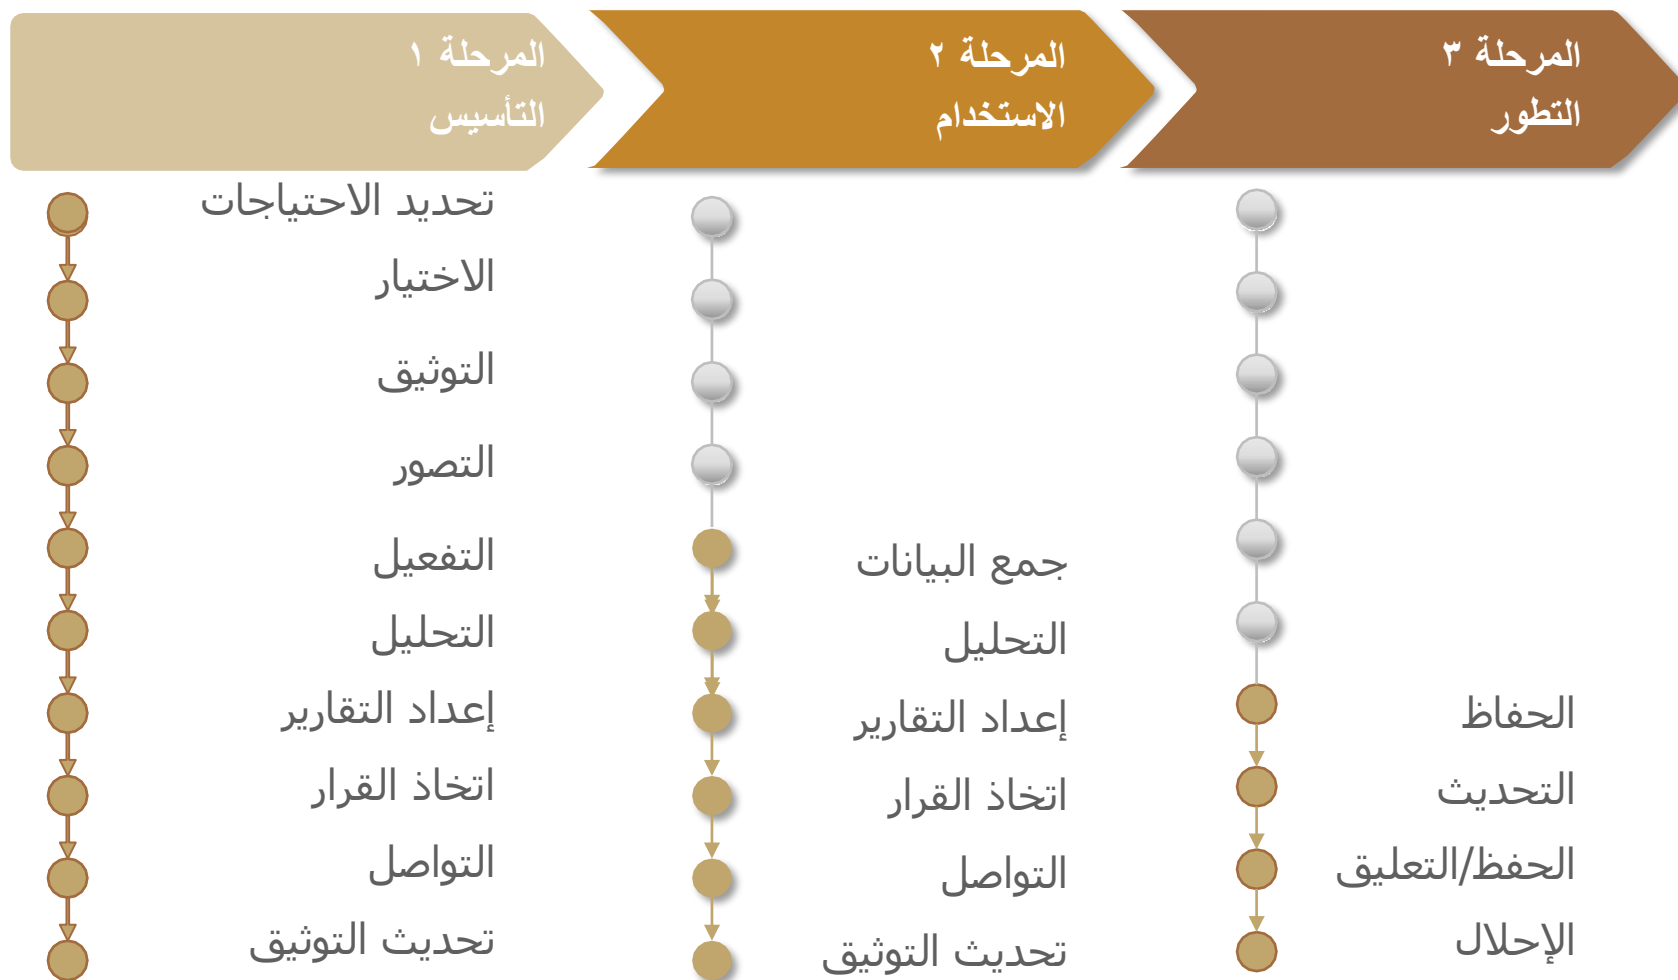 المرحلة ١
التأسيس
المرحلة ٢
الاستخدام
المرحلة ٣
التطور
تحديد الاحتياجات
الاختيار
التوثيق
التصور
التفعيل
التحليل
إعداد التقارير
اتخاذ القرار
التواصل
تحديث التوثيق
جمع البيانات
التحليل
إعداد التقارير
اتخاذ القرار
التواصل
تحديث التوثيق
الحفاظ
التحديث
الحفظ/التعليق
الإحلال